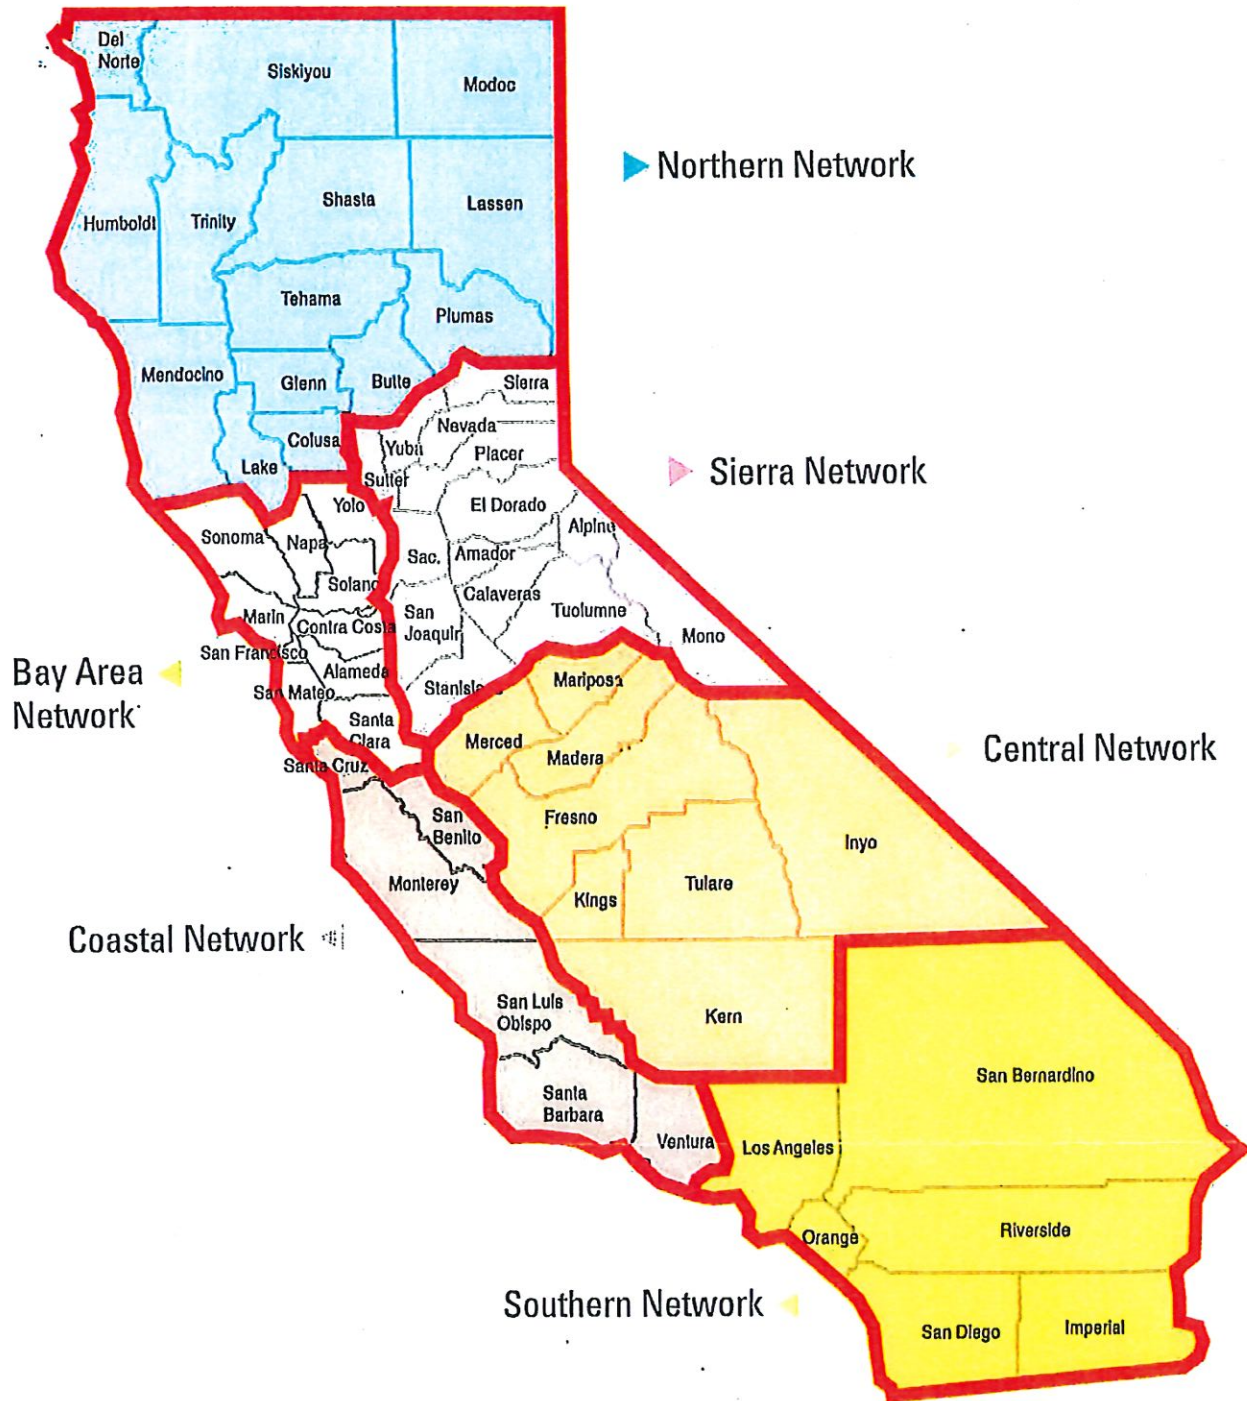 Del
Norte
Siskiyou
Modoc
Northern Network
Humboldt
Trinity
Shasta
Lassen
Tehama
Plumas
Mendocino
Glenn
Butte
Sierra
Nevada
Colusa
Yuba
Placer
Lake
Sutter
Sierra Network
Yolo
El Dorado
Sonoma
Napa
Alpine
Sac.
Amador
Solano
Calaveras
Marin
Contra Costa
San
Joaquin
Tuolumne
Mono
San Francisco
Alameda
Bay Area
Network
San Mateo
Stanislaus
Mariposa
Santa
Clara
Merced
Central Network
Santa Cruz
Madera
San
Benito
Fresno
Inyo
Monterey
Kings
Tulare
Coastal Network
San Luis
Obispo
Kern
San Bernardino
Santa
Barbara
Ventura
Los Angeles
Orange
Riverside
Southern Network
San Diego
Imperial